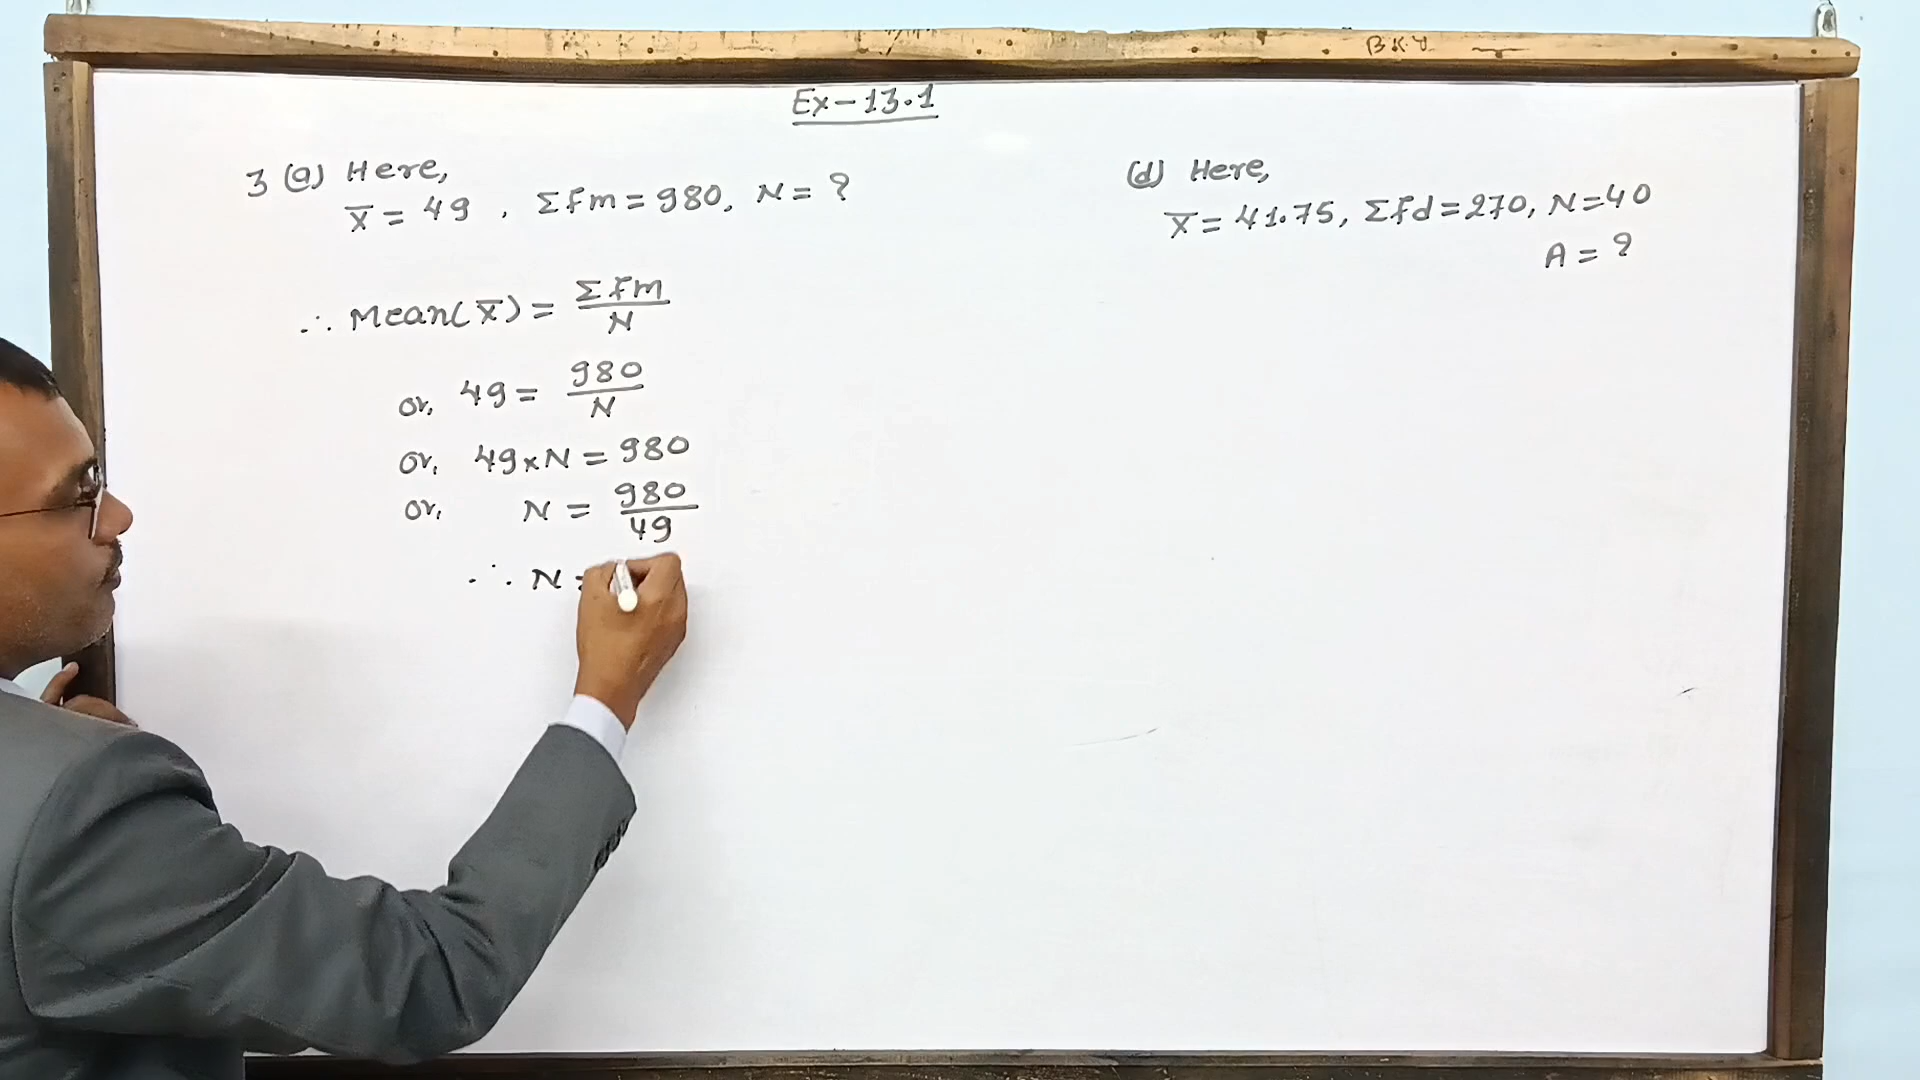 B.K.Y.
Ex-13.1
3 (a) Here,
x̅ = 49, Σfm = 980, N = ?
∴ Mean(x̅) = Σfm/N
or, 49 = 980/N
or, 49×N = 980
or, N = 980/49
∴ N =
(d) Here,
x̅ = 41.75, Σfd = 270, N = 40
A = ?